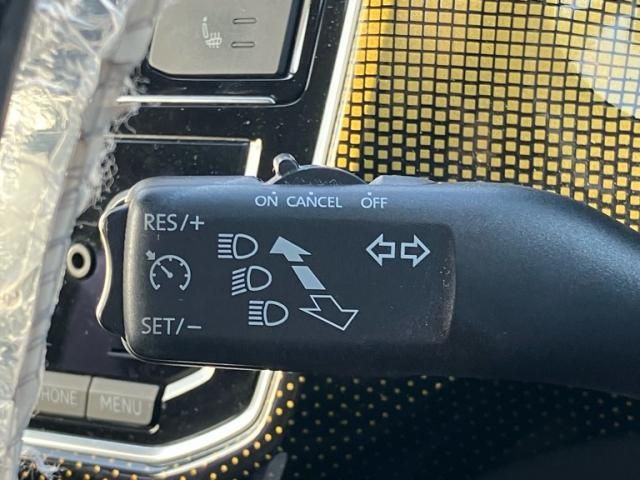 ON CANCEL OFF
RES/+
SET/–
PHONE MENU